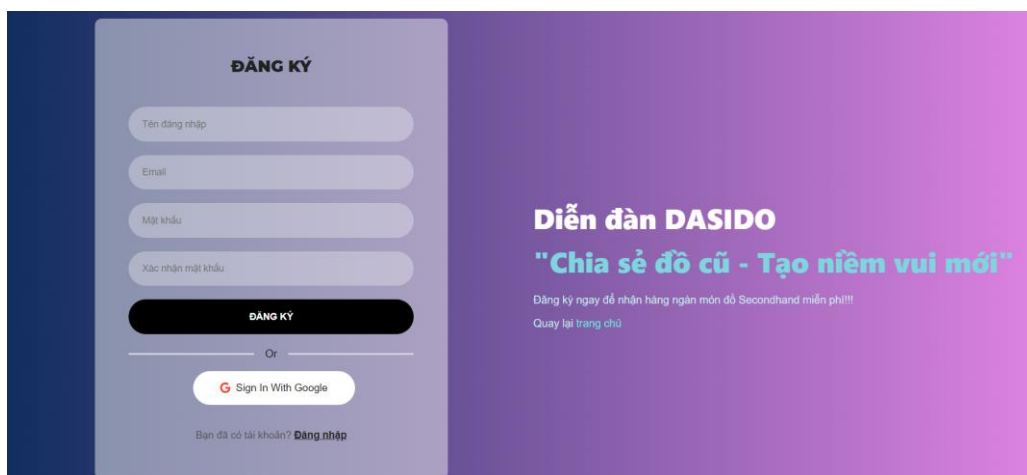 ĐĂNG KÝ
Tên đăng nhập
Email
Mật khẩu
Xác nhận mật khẩu
ĐĂNG KÝ
Or
G Sign In With Google
Bạn đã có tài khoản? Đăng nhập
Diễn đàn DASIDO
"Chia sẻ đồ cũ - Tạo niềm vui mới"
Đăng ký ngay để nhận hàng ngàn món đồ Secondhand miễn phí!!!
Quay lại trang chủ